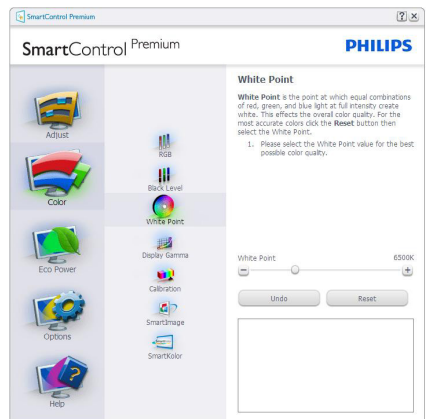 SmartControl Premium
SmartControl Premium
PHILIPS
Adjust
Color
Eco Power
Options
Help
RGB
Black Level
White Point
Display Gamma
Calibration
SmartImage
SmartKolor
White Point
White Point is the point at which equal combinations
of red, green, and blue light at full intensity create
white. This effects the overall color quality. For the
most accurate colors click the Reset button then
select the White Point.
1. Please select the White Point value for the best
possible color quality.
White Point 6500K
Undo Reset